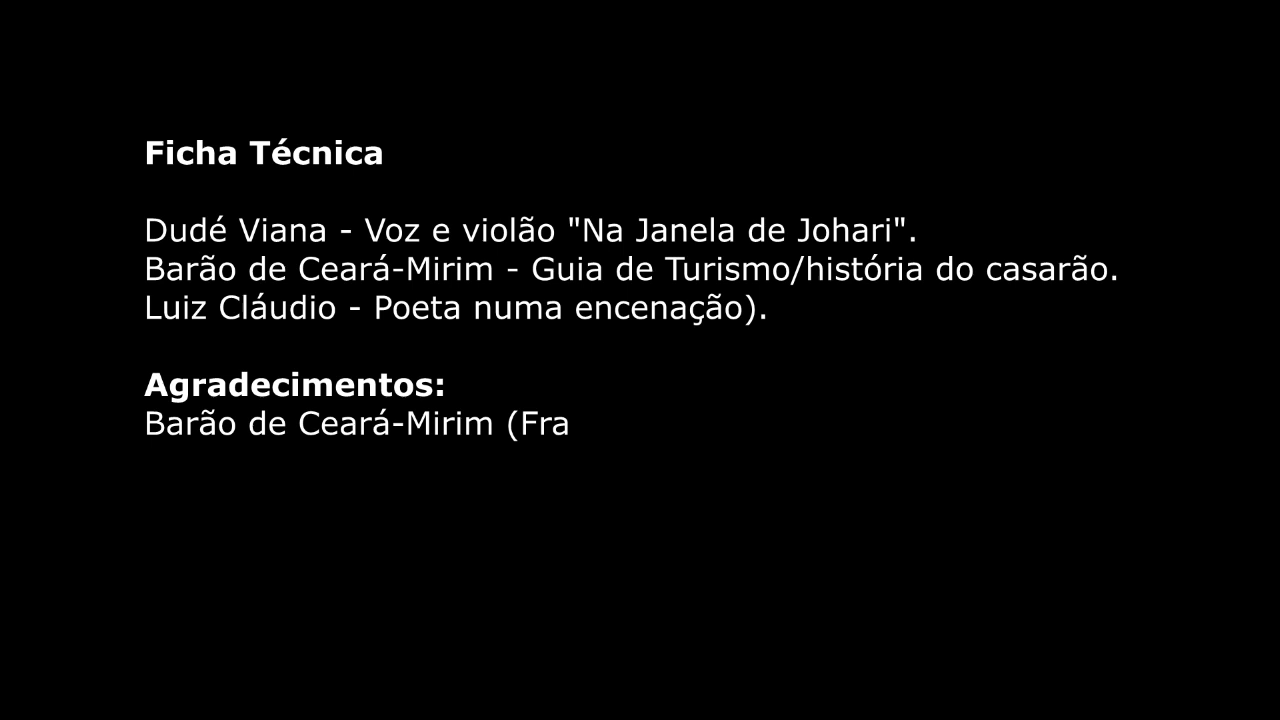 Ficha Técnica
Dudé Viana - Voz e violão "Na Janela de Johari".
Barão de Ceará-Mirim - Guia de Turismo/história do casarão.
Luiz Cláudio - Poeta numa encenação).
Agradecimentos:
Barão de Ceará-Mirim (Fra